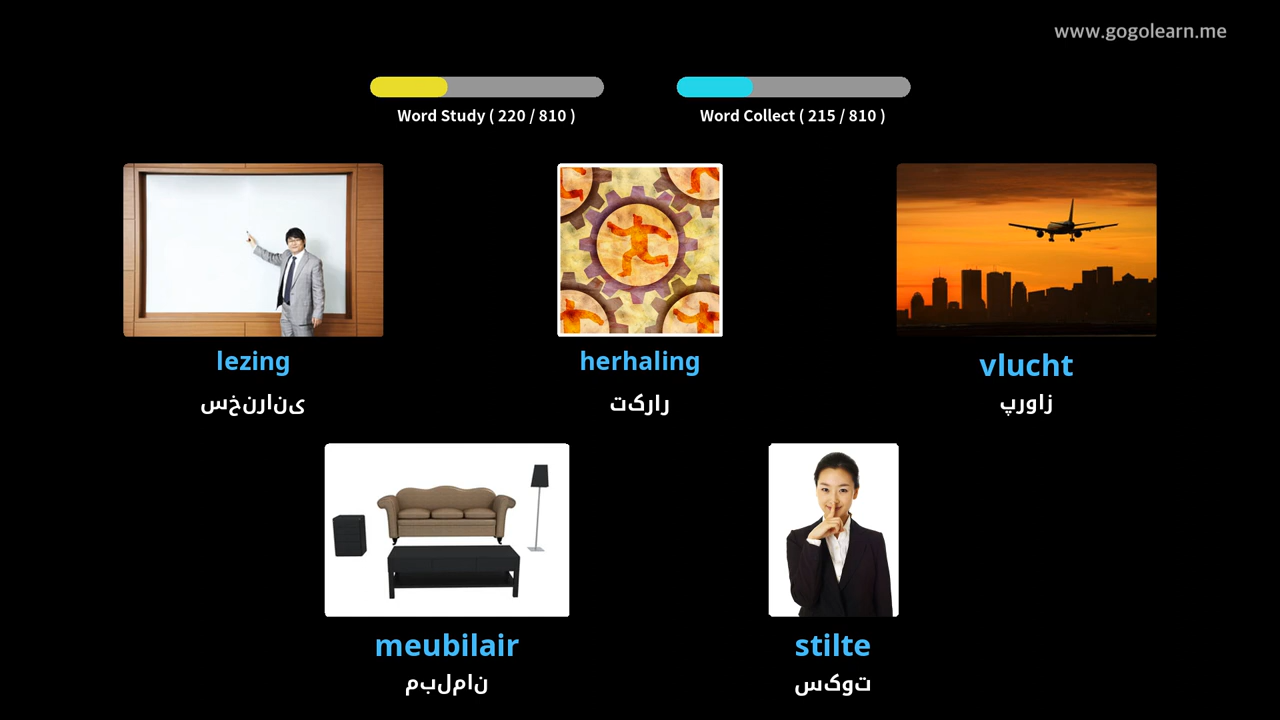 www.gogolearn.me
Word Study ( 220 / 810 )
Word Collect ( 215 / 810 )
lezing
سخنرانی
herhaling
تکرار
vlucht
پرواز
meubilair
مبلمان
stilte
سکوت